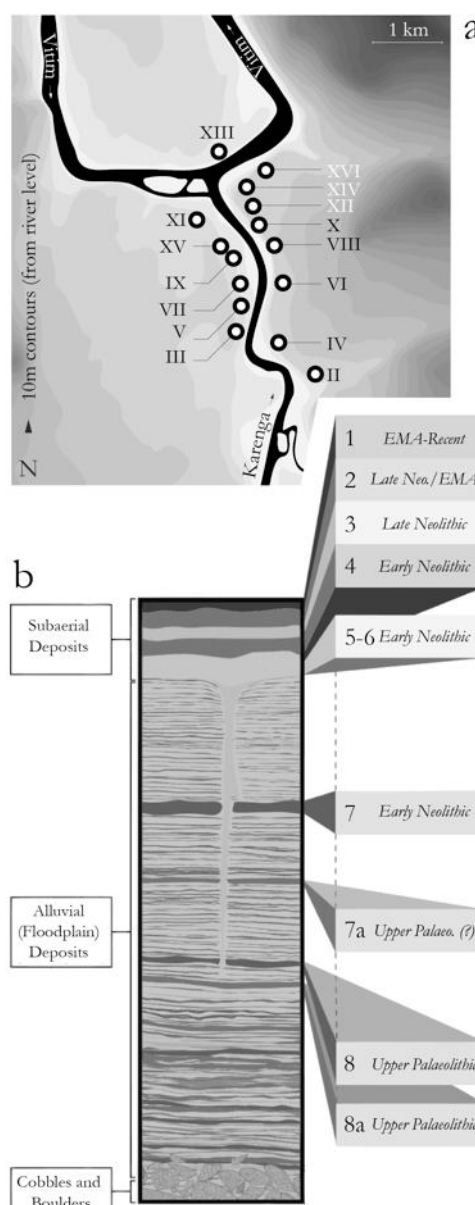 a
1 km
Vitim
Vitim
XIII
XVI
XIV
XII
XI
X
XV
VIII
IX
VI
VII
V
IV
III
II
Karenga
10m contours (from river level)
N
1 EMA-Recent
2 Late Neo./EMA
3 Late Neolithic
4 Early Neolithic
b
Subaerial
Deposits
5-6 Early Neolithic
7 Early Neolithic
Alluvial
(Floodplain)
Deposits
7a Upper Palaeo. (?)
8 Upper Palaeolithic
8a Upper Palaeolithic
Cobbles and
Boulders